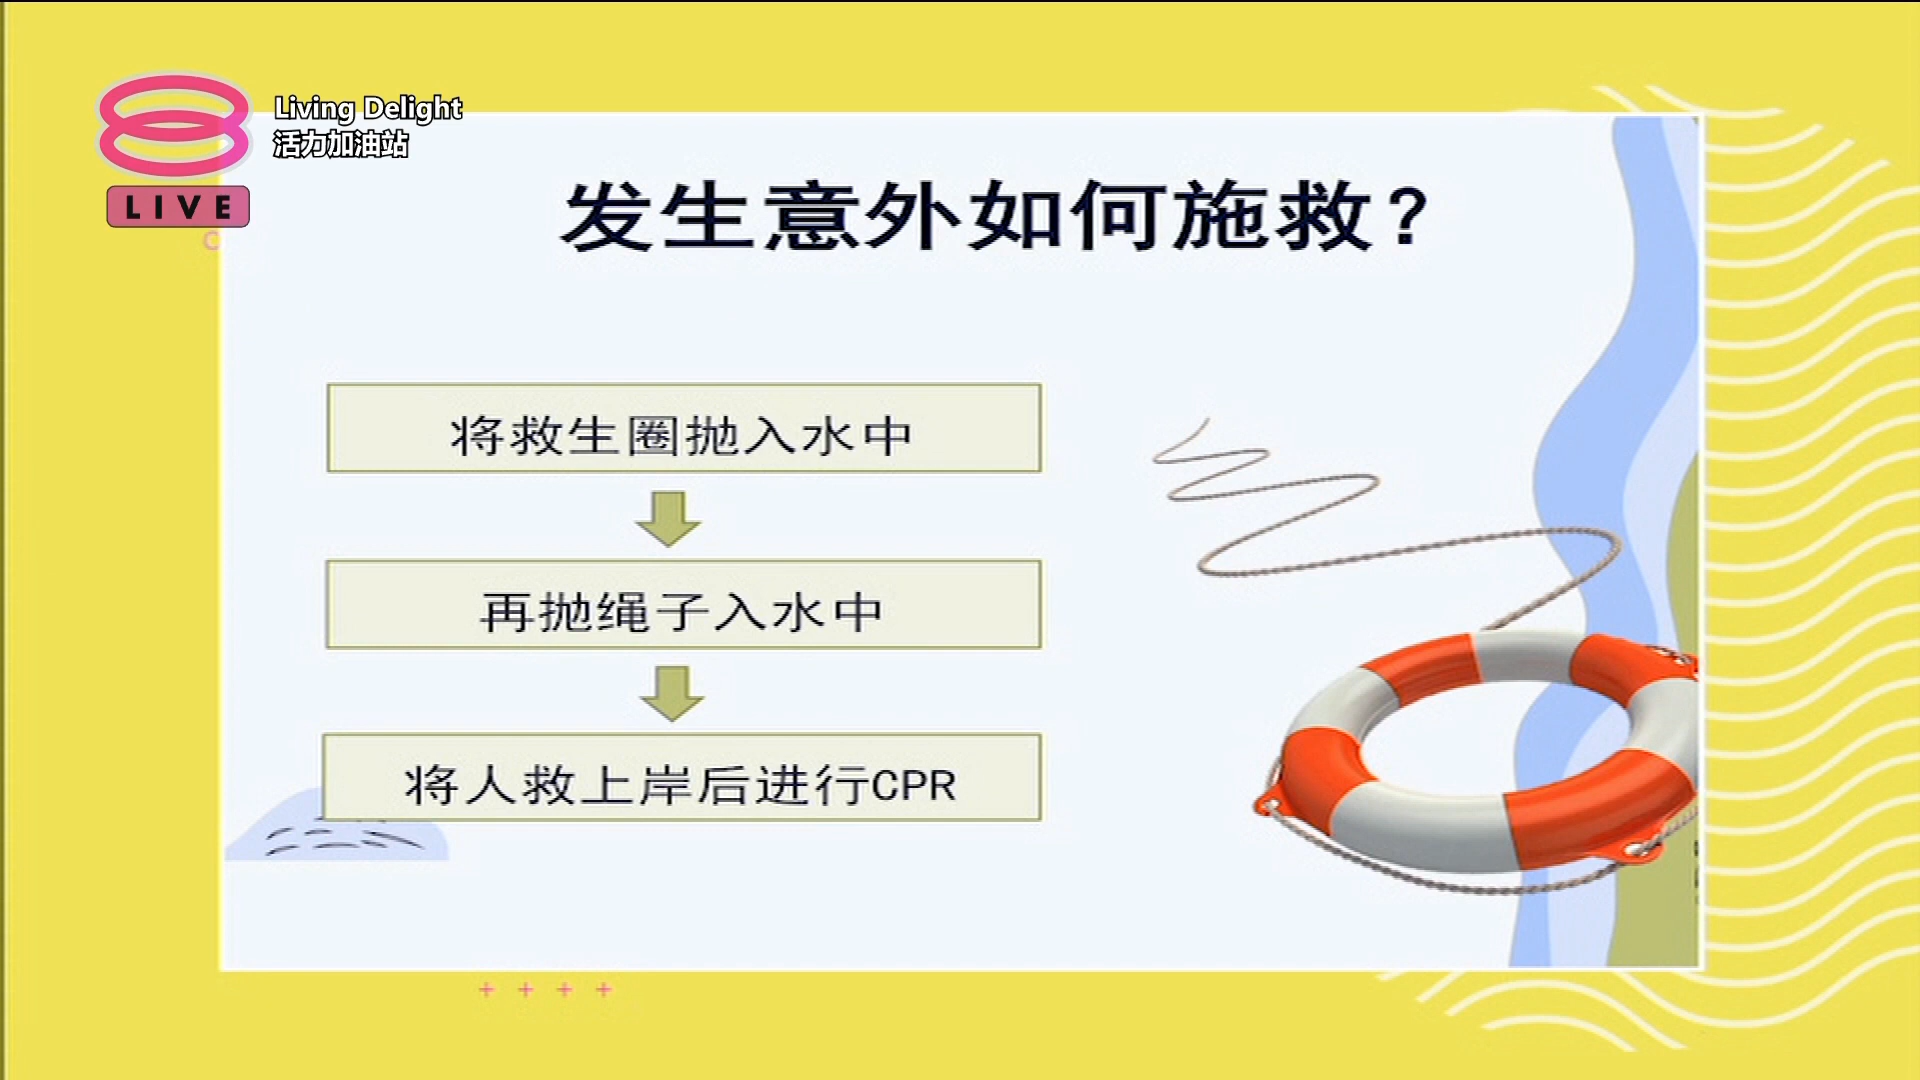 Living Delight
活力加油站
LIVE
发生意外如何施救?
将救生圈抛入水中
再抛绳子入水中
将人救上岸后进行CPR